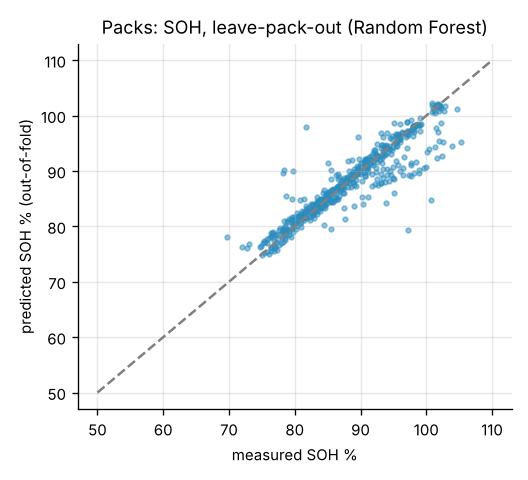 Packs: SOH, leave-pack-out (Random Forest)
predicted SOH % (out-of-fold)
110
100
90
80
70
60
50
50 60 70 80 90 100 110
measured SOH %